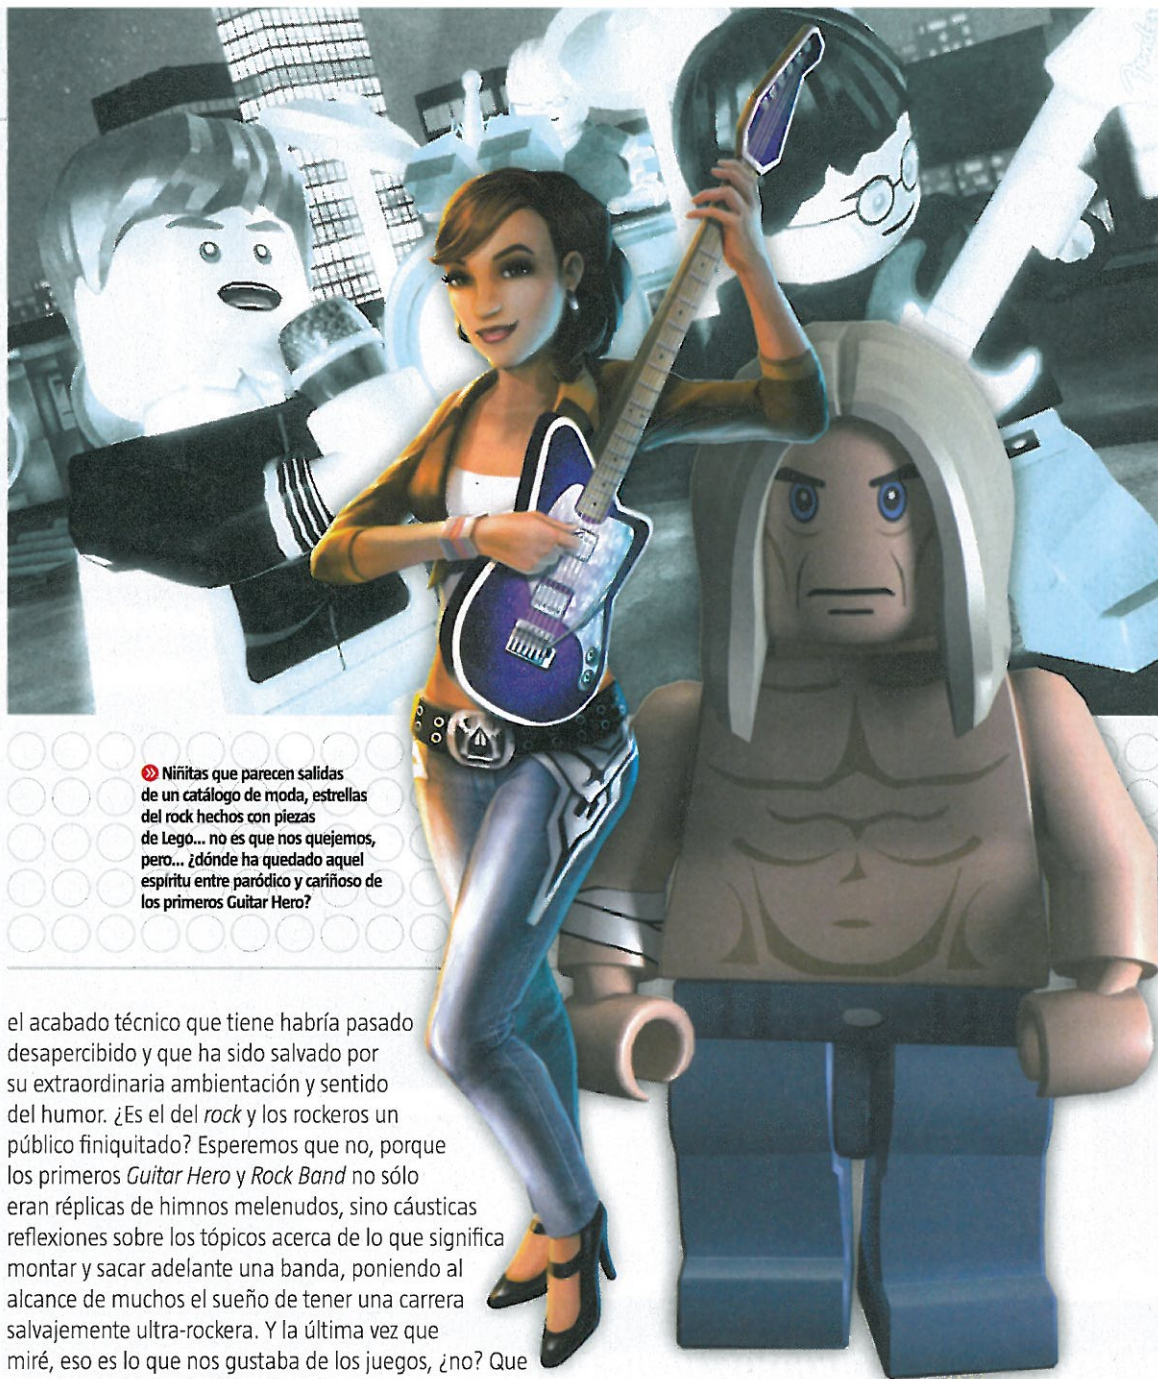 Fender
Niñitas que parecen salidas
de un catálogo de moda, estrellas
del rock hechos con piezas
de Lego... no es que nos quejemos,
pero... ¿dónde ha quedado aquel
espíritu entre paródico y cariñoso de
los primeros Guitar Hero?
el acabado técnico que tiene habría pasado
desapercibido y que ha sido salvado por
su extraordinaria ambientación y sentido
del humor. ¿Es el del rock y los rockeros un
público finiquitado? Esperemos que no, porque
los primeros Guitar Hero y Rock Band no sólo
eran réplicas de himnos melenudos, sino cáusticas
reflexiones sobre los tópicos acerca de lo que significa
montar y sacar adelante una banda, poniendo al
alcance de muchos el sueño de tener una carrera
salvajemente ultra-rockera. Y la última vez que
miré, eso es lo que nos gustaba de los juegos, ¿no? Que